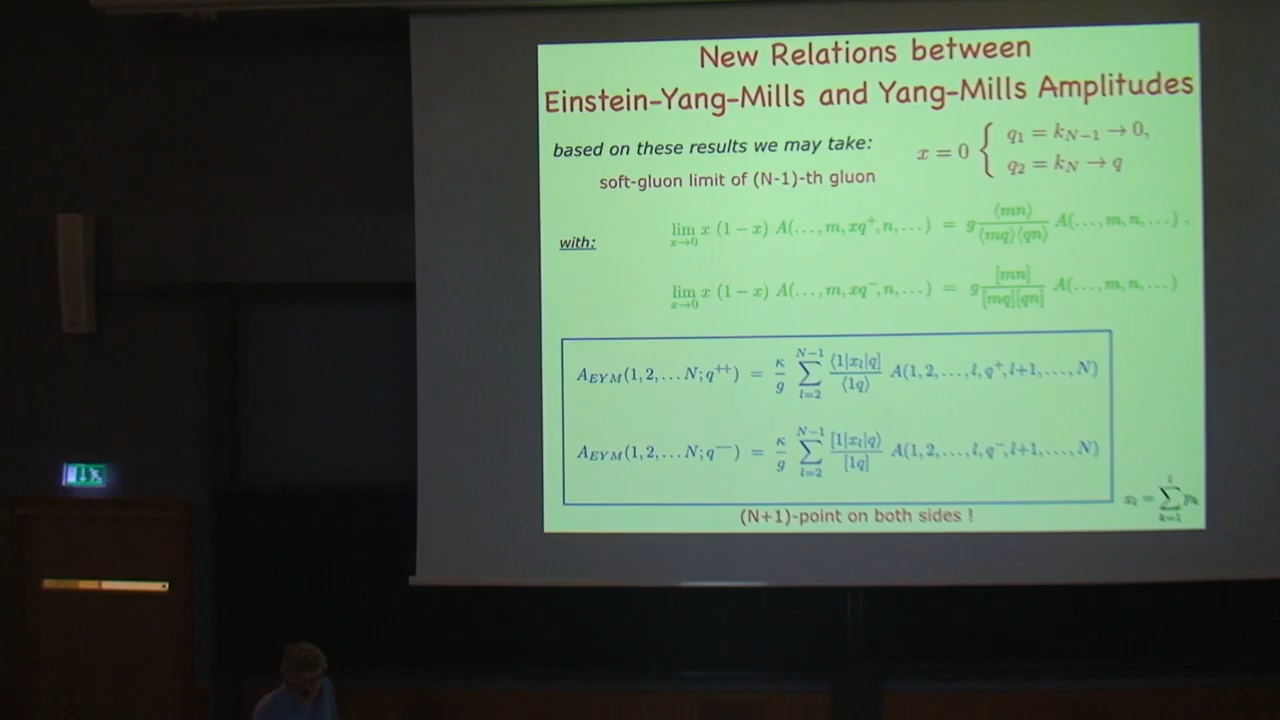 New Relations between
Einstein-Yang-Mills and Yang-Mills Amplitudes
based on these results we may take:
x = 0 { q₁ = k_{N−1} → 0,
q₂ = k_N → q
soft-gluon limit of (N-1)-th gluon
with:
lim_{x→0} x (1 − x) A(…, m, xq⁺, n, …) = g ⟨mn⟩/(⟨mq⟩⟨qn⟩) A(…, m, n, …) ,
lim_{x→0} x (1 − x) A(…, m, xq⁻, n, …) = g [mn]/([mq][qn]) A(…, m, n, …)
A_{EYM}(1, 2, … N; q⁺⁺) = κ/g ∑_{l=2}^{N−1} ⟨1|x_l|q]/⟨1q⟩ A(1, 2, …, l, q⁺, l+1, …, N)
A_{EYM}(1, 2, … N; q⁻⁻) = κ/g ∑_{l=2}^{N−1} [1|x_l|q⟩/[1q] A(1, 2, …, l, q⁻, l+1, …, N)
(N+1)-point on both sides !